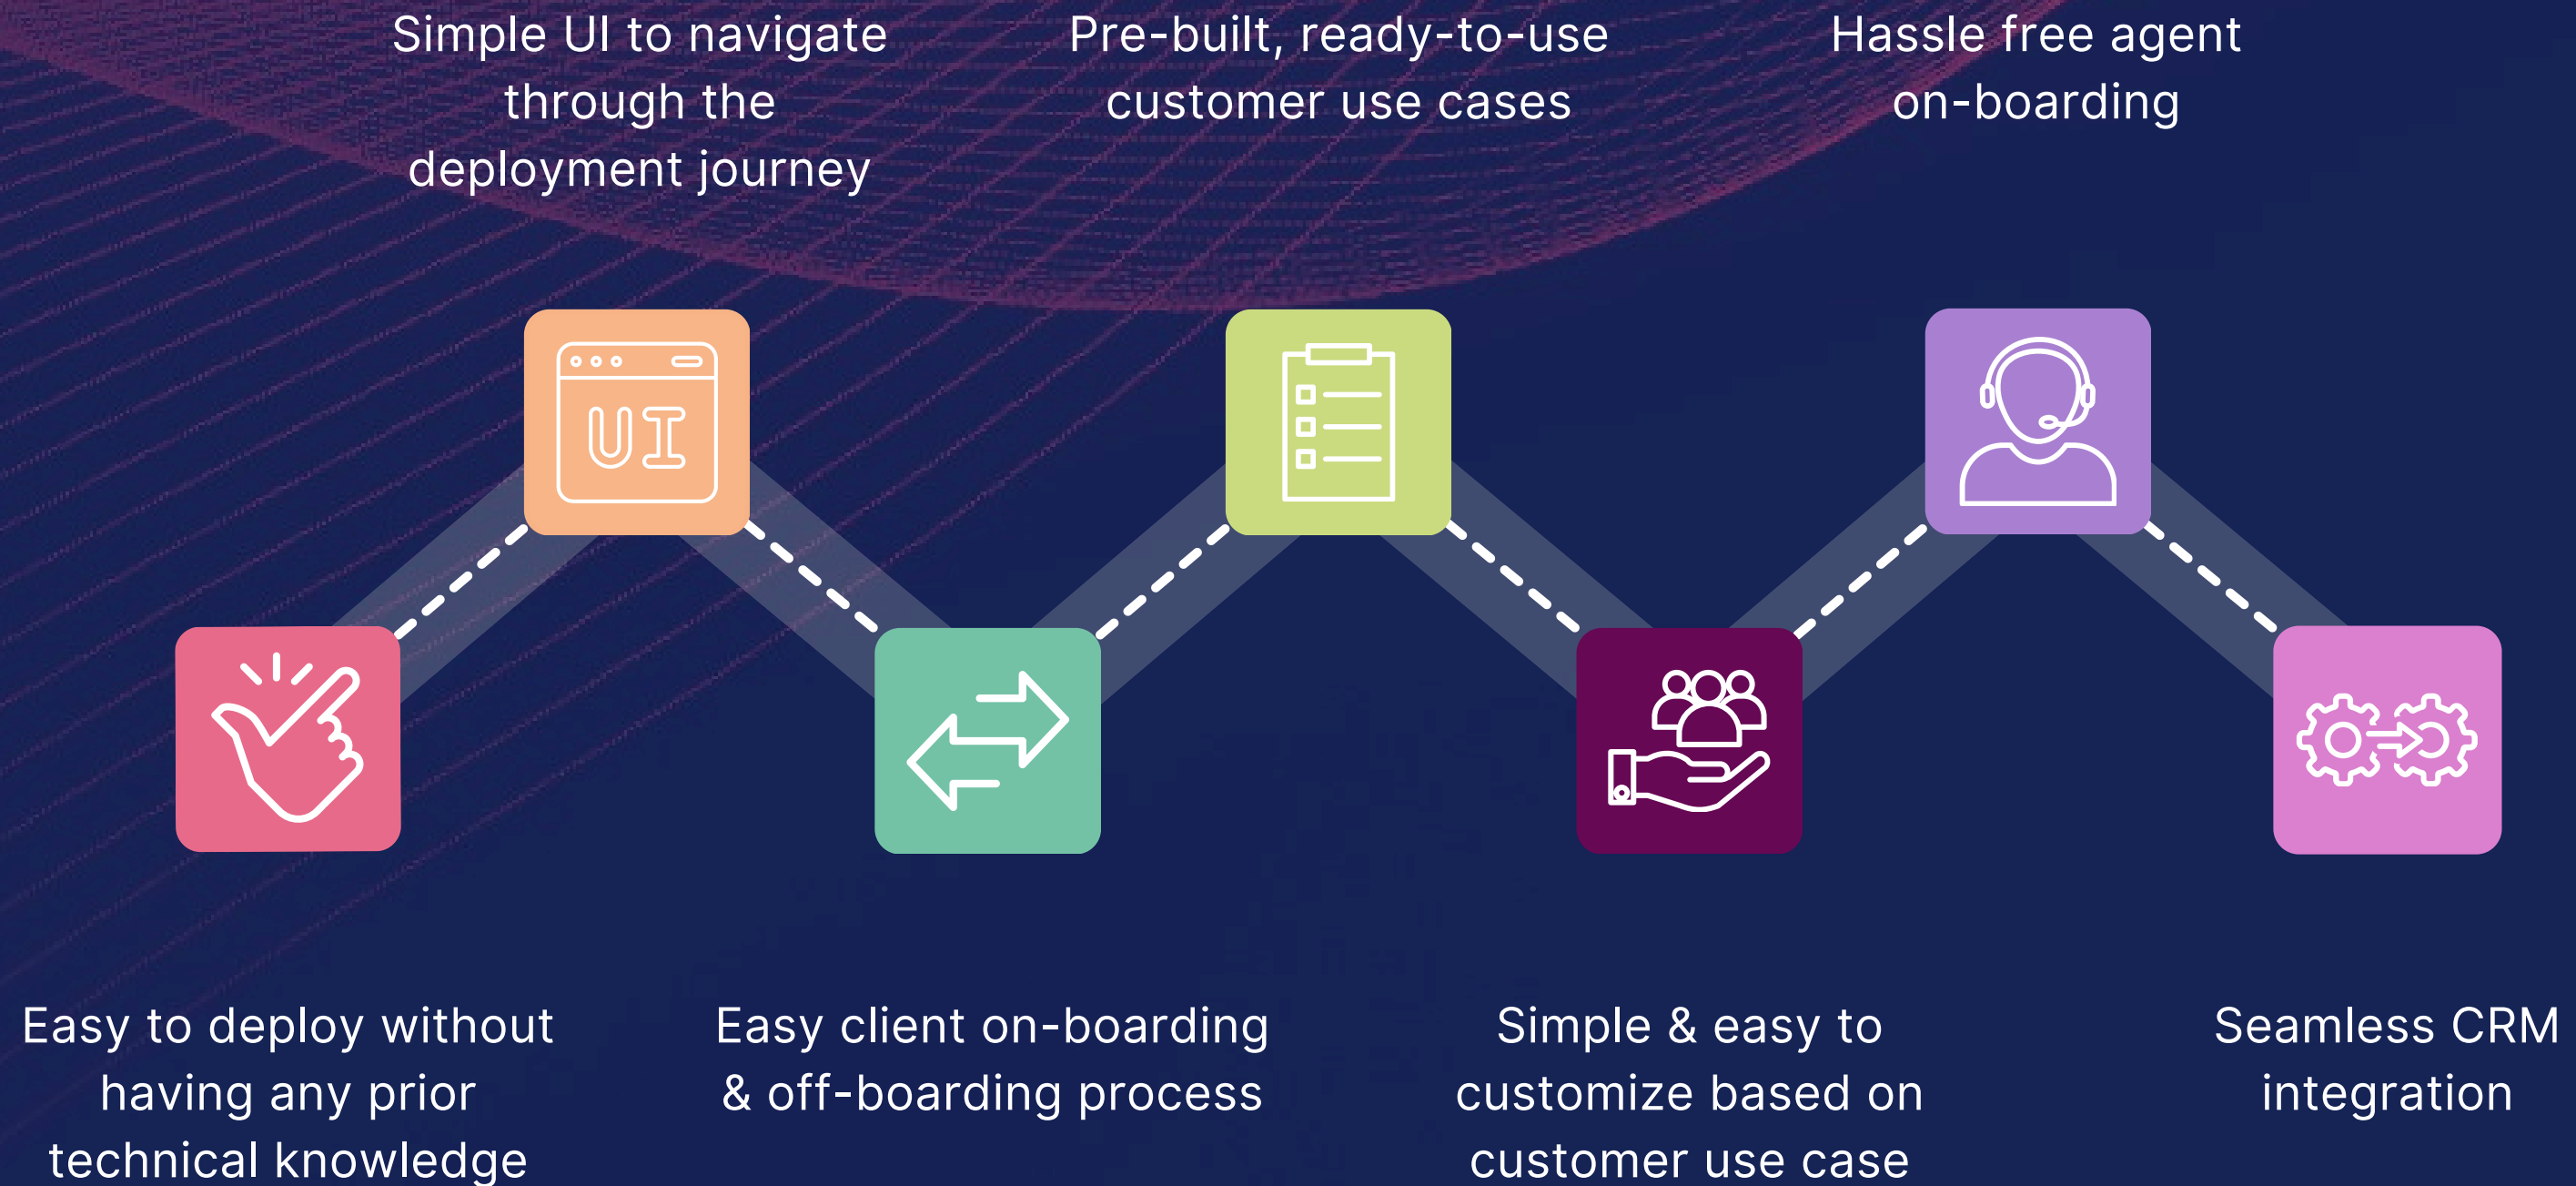 Simple UI to navigate
through the
deployment journey
Pre-built, ready-to-use
customer use cases
Hassle free agent
on-boarding
UI
Easy to deploy without
having any prior
technical knowledge
Easy client on-boarding
& off-boarding process
Simple & easy to
customize based on
customer use case
Seamless CRM
integration